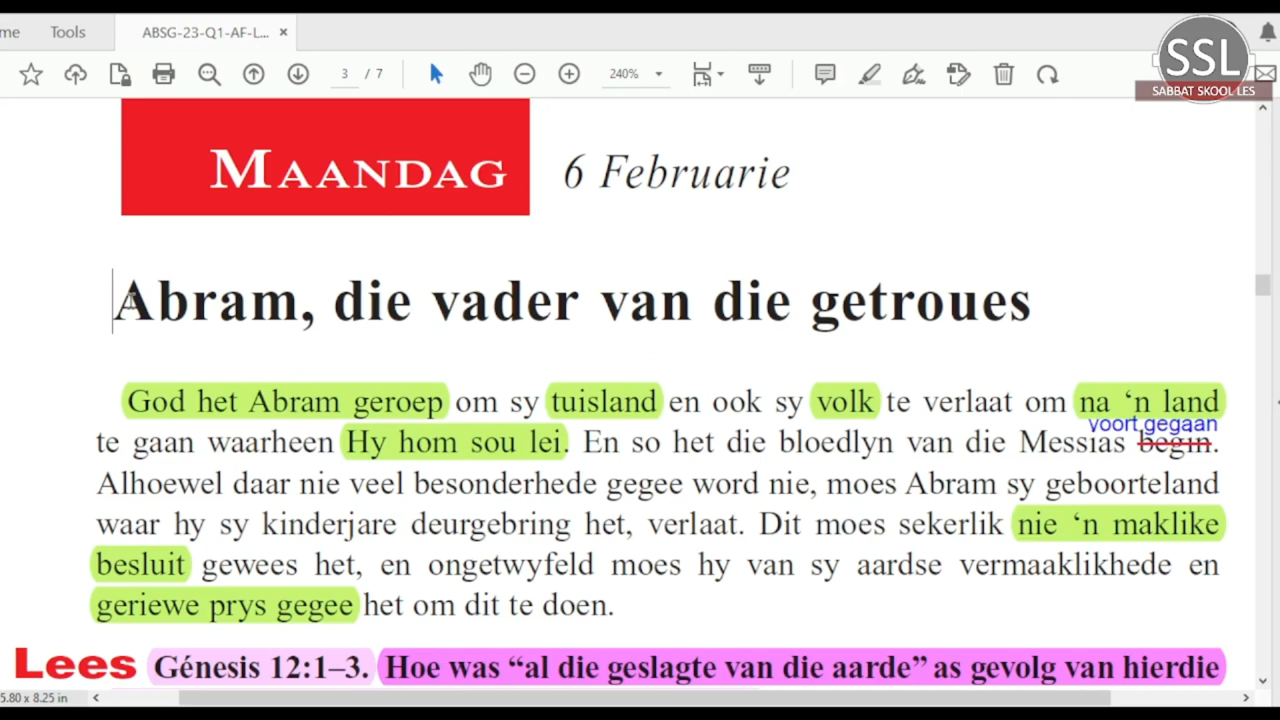 me Tools ABSG-23-Q1-AF-L... ×
SSL
SABBAT SKOOL LES
3 / 7 240%
MAANDAG 6 Februarie
Abram, die vader van die getroues
God het Abram geroep om sy tuisland en ook sy volk te verlaat om na ‘n land
voort gegaan
te gaan waarheen Hy hom sou lei. En so het die bloedlyn van die Messias begin.
Alhoewel daar nie veel besonderhede gegee word nie, moes Abram sy geboorteland
waar hy sy kinderjare deurgebring het, verlaat. Dit moes sekerlik nie ‘n maklike
besluit gewees het, en ongetwyfeld moes hy van sy aardse vermaaklikhede en
geriewe prys gegee het om dit te doen.
Lees Génesis 12:1–3. Hoe was “al die geslagte van die aarde” as gevolg van hierdie
5.80 x 8.25 in